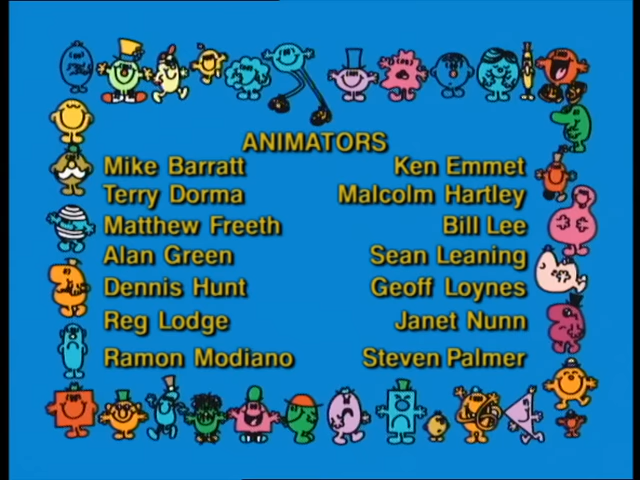 ANIMATORS
Mike Barratt Ken Emmet
Terry Dorma Malcolm Hartley
Matthew Freeth Bill Lee
Alan Green Sean Leaning
Dennis Hunt Geoff Loynes
Reg Lodge Janet Nunn
Ramon Modiano Steven Palmer